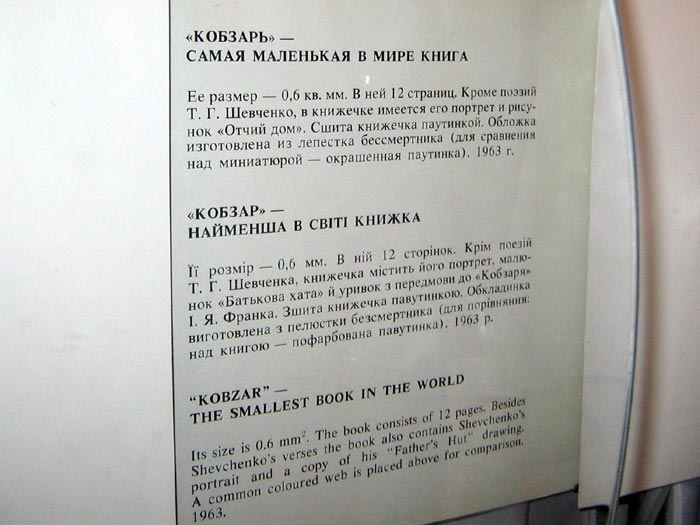 «КОБЗАРЬ» —
САМАЯ МАЛЕНЬКАЯ В МИРЕ КНИГА
Ее размер — 0,6 кв. мм. В ней 12 страниц. Кроме поэзий
Т. Г. Шевченко, в книжечке имеется его портрет и рису-
нок «Отчий дом». Сшита книжечка паутинкой. Обложка
изготовлена из лепестка бессмертника (для сравнения
над миниатюрой — окрашенная паутинка). 1963 г.
«КОБЗАР» —
НАЙМЕНША В СВІТІ КНИЖКА
Її розмір — 0,6 мм. В ній 12 сторінок. Крім поезій
Т. Г. Шевченка, книжечка містить його портрет, малю-
нок «Батькова хата» й уривок з передмови до «Кобзаря»
І. Я. Франка. Зшита книжечка павутинкою. Обкладинка
виготовлена з пелюстки безсмертника (для порівняння:
над книгою — пофарбована павутинка). 1963 р.
"KOBZAR" —
THE SMALLEST BOOK IN THE WORLD
Its size is 0.6 mm². The book consists of 12 pages. Besides
Shevchenko's verses the book also contains Shevchenko's
portrait and a copy of his "Father's Hut" drawing.
A common coloured web is placed above for comparison.
1963.